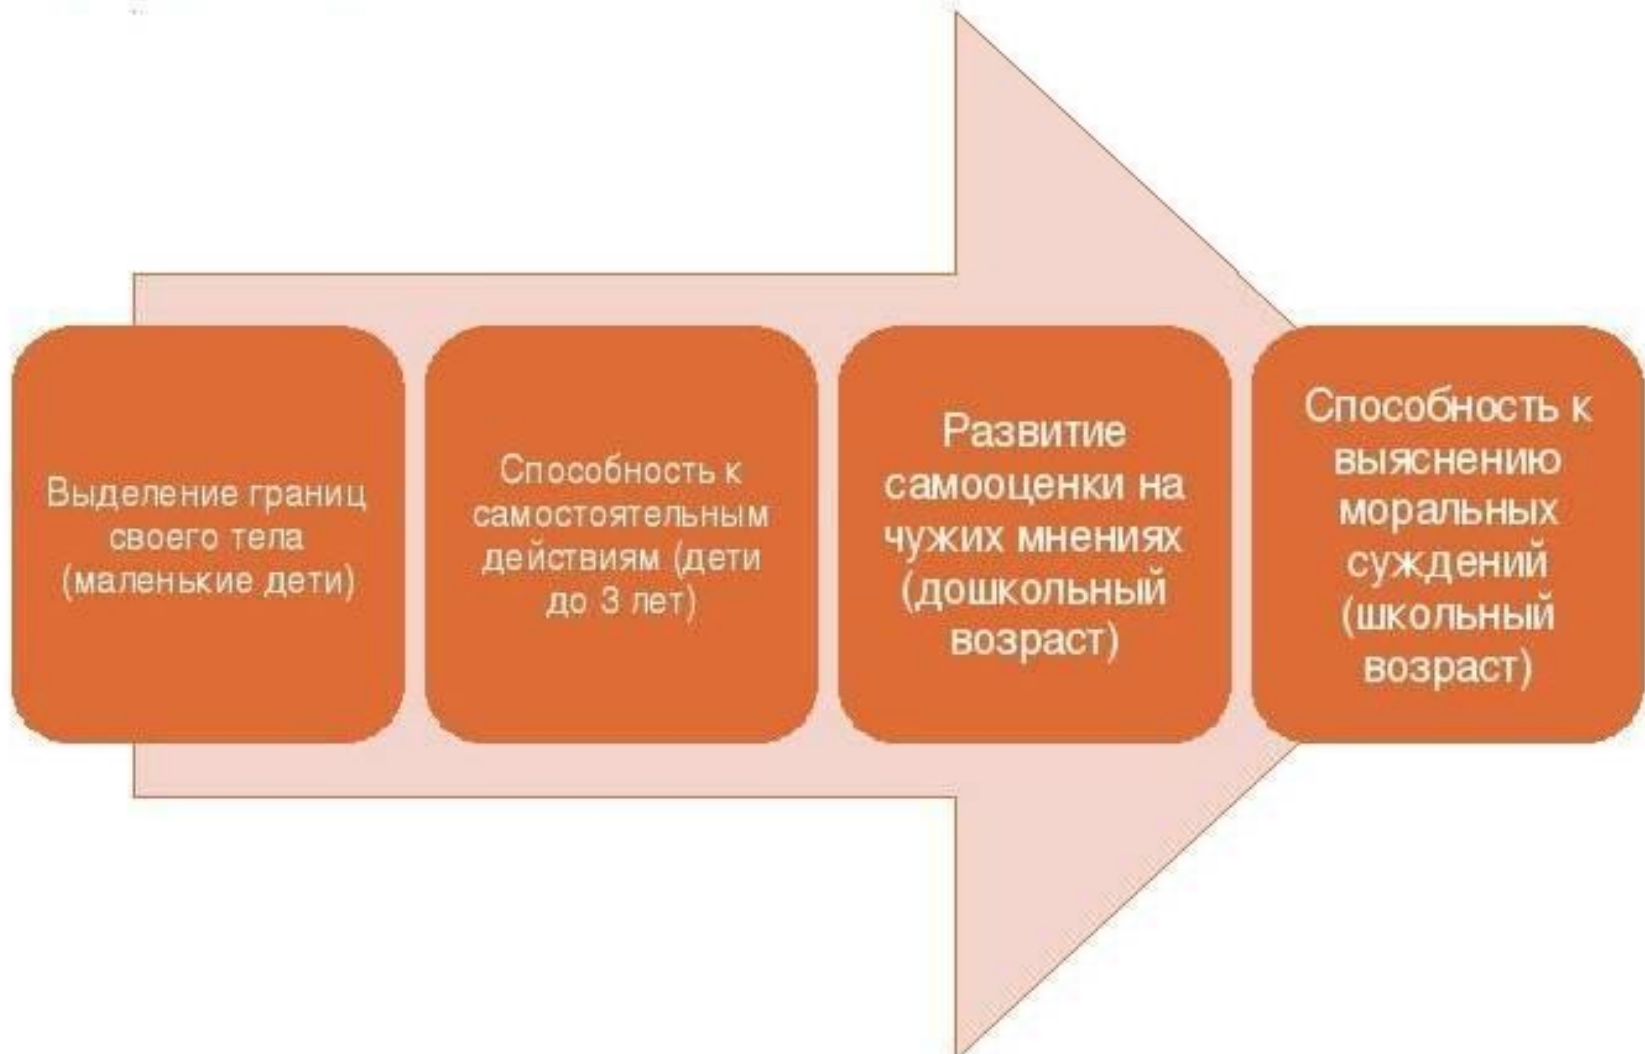 Выделение границ
своего тела
(маленькие дети)
Способность к
самостоятельным
действиям (дети
до 3 лет)
Развитие
самооценки на
чужих мнениях
(дошкольный
возраст)
Способность к
выяснению
моральных
суждений
(школьный
возраст)